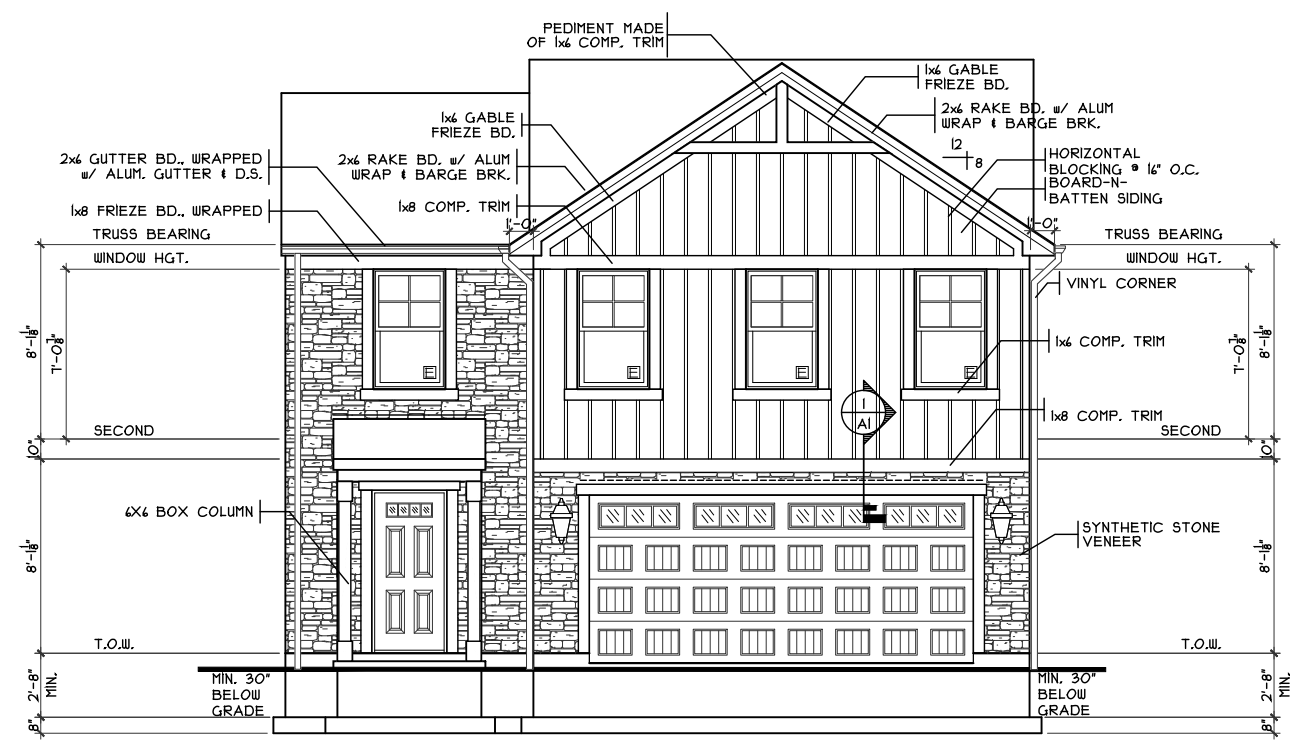 PEDIMENT MADE
OF 1x6 COMP. TRIM
1x6 GABLE
FRIEZE BD.
2x6 RAKE BD. w/ ALUM
WRAP & BARGE BRK.
1x6 GABLE
FRIEZE BD.
12
8
2x6 GUTTER BD., WRAPPED
w/ ALUM. GUTTER & D.S.
2x6 RAKE BD. w/ ALUM
WRAP & BARGE BRK.
HORIZONTAL
BLOCKING @ 16" O.C.
BOARD-N-
BATTEN SIDING
1x8 FRIEZE BD., WRAPPED
1x8 COMP. TRIM
1'-0"
1'-0"
TRUSS BEARING
TRUSS BEARING
WINDOW HGT.
WINDOW HGT.
VINYL CORNER
8'-1 1/8"
7'-0 1/8"
7'-0 1/8"
8'-1 1/8"
1x6 COMP. TRIM
E
E
E
E
1
A1
1x8 COMP. TRIM
SECOND
SECOND
10"
10"
6X6 BOX COLUMN
SYNTHETIC STONE
VENEER
8'-1 1/8"
8'-1 1/8"
T.O.W.
T.O.W.
2'-8"
MIN.
MIN. 30"
BELOW
GRADE
MIN. 30"
BELOW
GRADE
2'-8"
MIN.
8"
8"